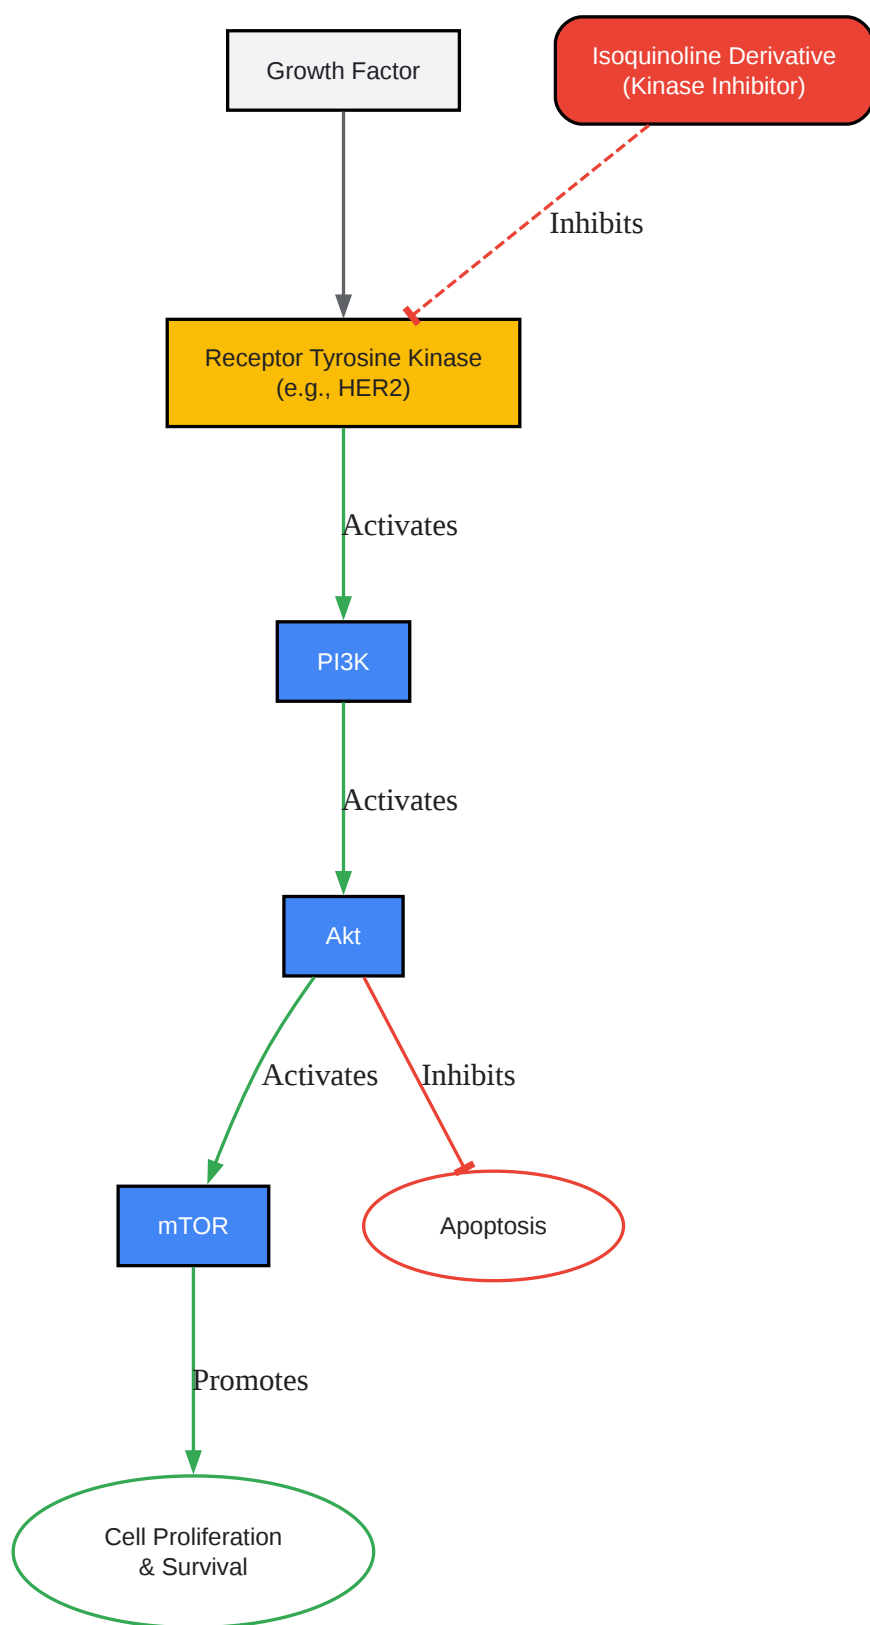 Growth Factor
Isoquinoline Derivative
(Kinase Inhibitor)
Inhibits
Receptor Tyrosine Kinase
(e.g., HER2)
Activates
PI3K
Activates
Akt
Activates
Inhibits
mTOR
Apoptosis
Promotes
Cell Proliferation
& Survival